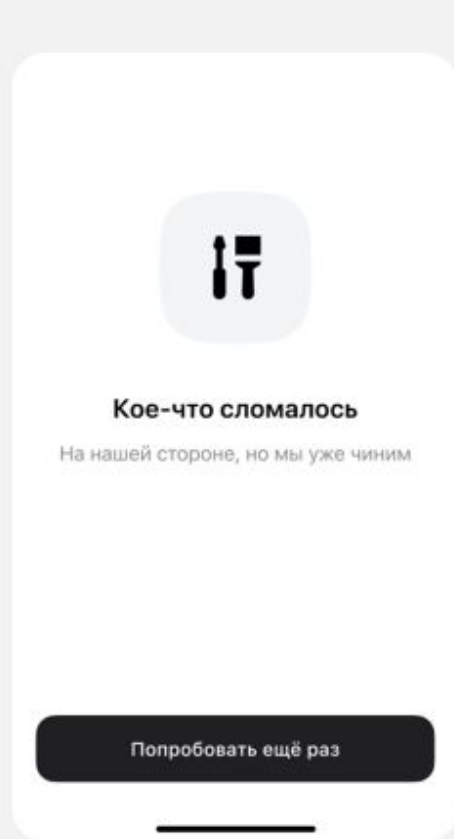 Кое-что сломалось
На нашей стороне, но мы уже чиним
Попробовать ещё раз